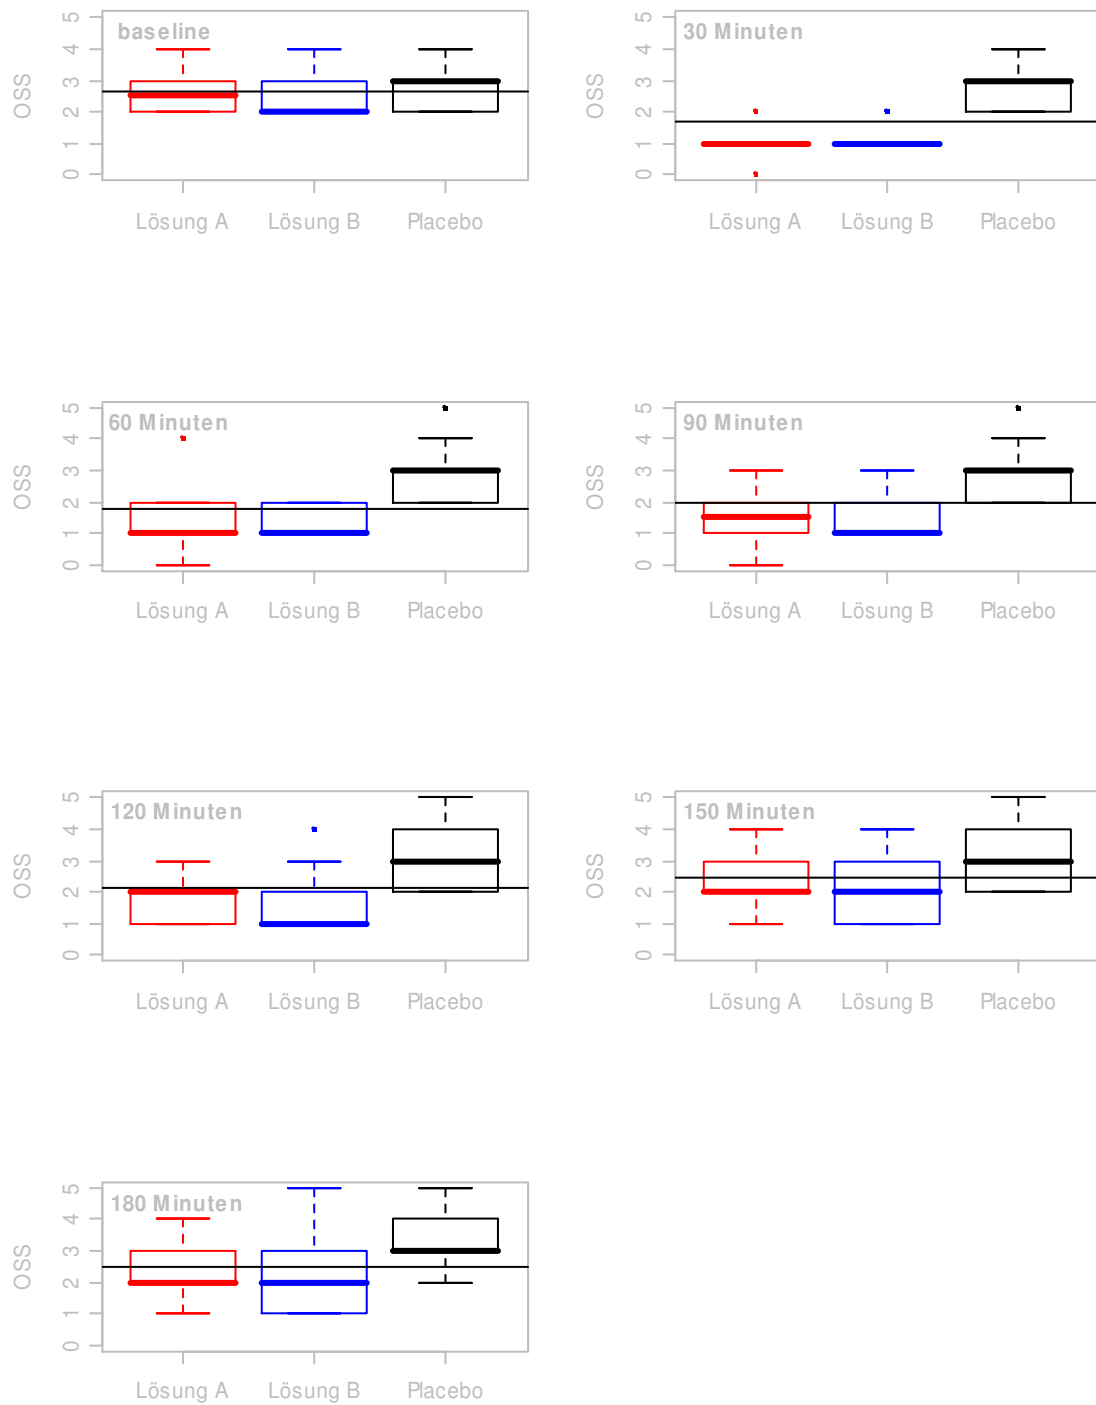 baseline
OSS
0 1 2 3 4 5
Lösung A Lösung B Placebo
30 Minuten
OSS
0 1 2 3 4 5
Lösung A Lösung B Placebo
60 Minuten
OSS
0 1 2 3 4 5
Lösung A Lösung B Placebo
90 Minuten
OSS
0 1 2 3 4 5
Lösung A Lösung B Placebo
120 Minuten
OSS
0 1 2 3 4 5
Lösung A Lösung B Placebo
150 Minuten
OSS
0 1 2 3 4 5
Lösung A Lösung B Placebo
180 Minuten
OSS
0 1 2 3 4 5
Lösung A Lösung B Placebo